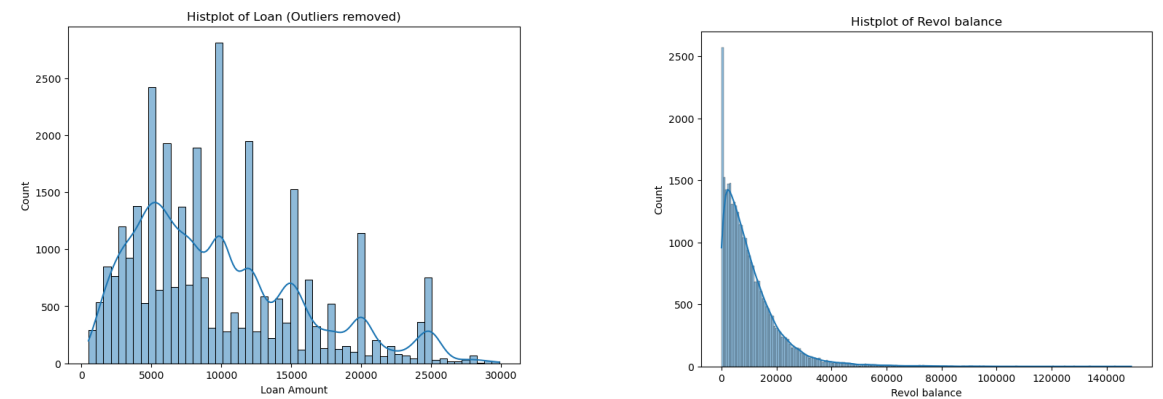 Histplot of Loan (Outliers removed)
2500
2000
1500
1000
500
0
Count
0 5000 10000 15000 20000 25000 30000
Loan Amount
Histplot of Revol balance
2500
2000
1500
1000
500
0
Count
0 20000 40000 60000 80000 100000 120000 140000
Revol balance